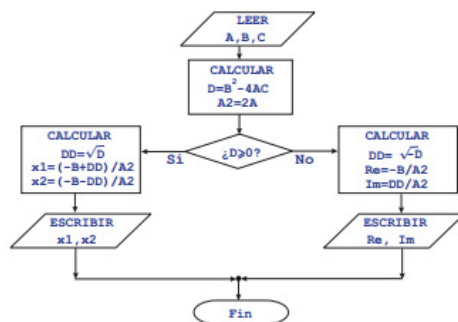 LEER
A,B,C
CALCULAR
D=B²-4AC
A2=2A
¿D⩾0?
Sí
No
CALCULAR
DD=√D
x1=(-B+DD)/A2
x2=(-B-DD)/A2
ESCRIBIR
x1,x2
CALCULAR
DD= √-D
Re=-B/A2
Im=DD/A2
ESCRIBIR
Re, Im
Fin